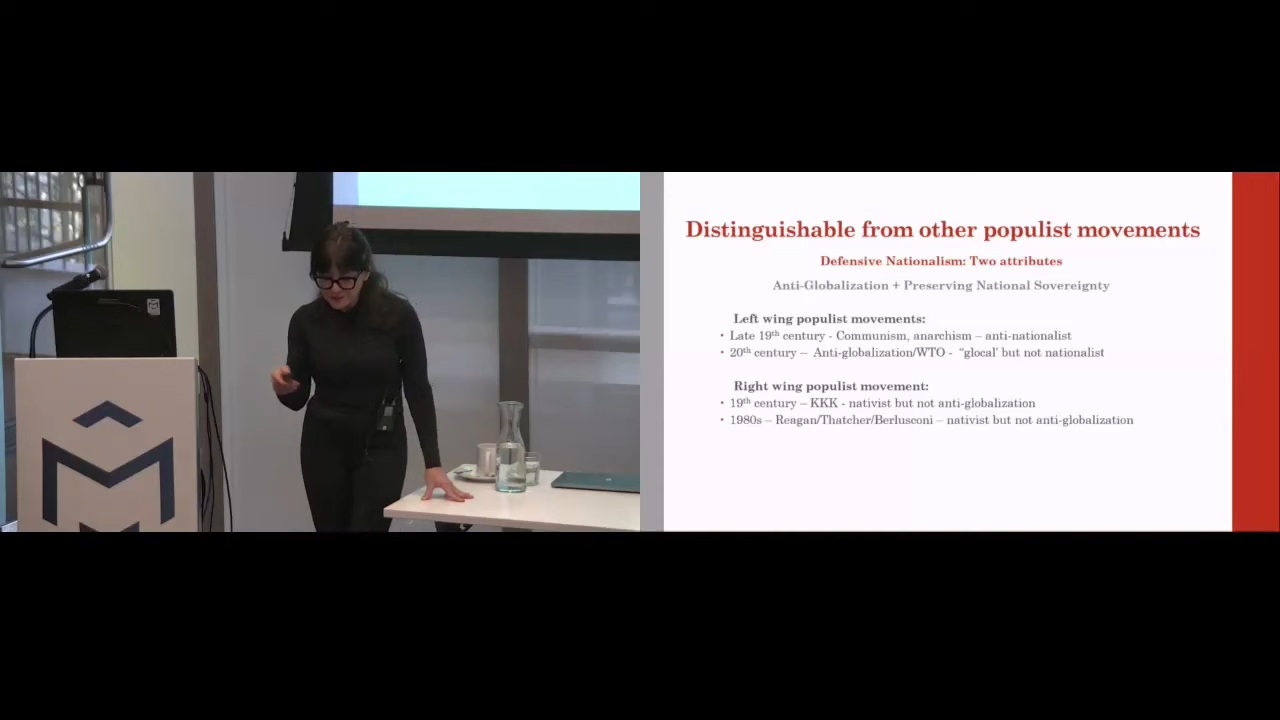 Distinguishable from other populist movements
Defensive Nationalism: Two attributes
Anti-Globalization + Preserving National Sovereignty
Left wing populist movements:
• Late 19th century - Communism, anarchism – anti-nationalist
• 20th century – Anti-globalization/WTO - "glocal' but not nationalist
Right wing populist movement:
• 19th century – KKK - nativist but not anti-globalization
• 1980s – Reagan/Thatcher/Berlusconi – nativist but not anti-globalization